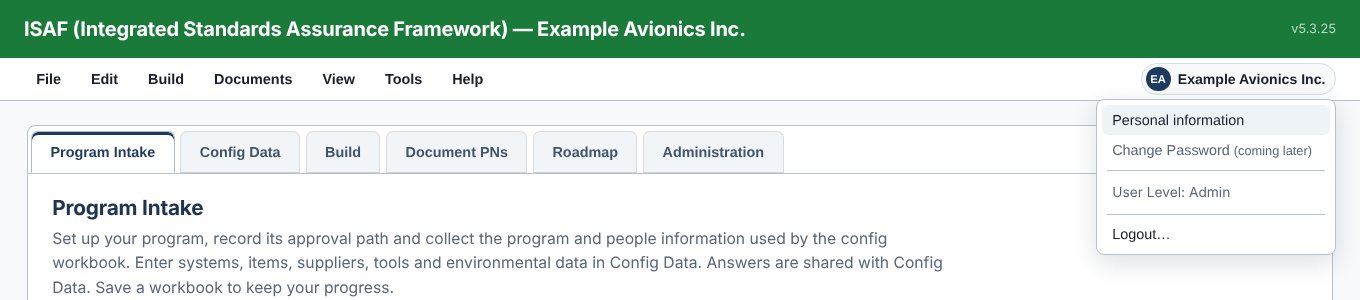 ISAF (Integrated Standards Assurance Framework) — Example Avionics Inc.
v5.3.25
File Edit Build Documents View Tools Help
EA Example Avionics Inc.
Personal information
Change Password (coming later)
User Level: Admin
Logout…
Program Intake Config Data Build Document PNs Roadmap Administration
Program Intake
Set up your program, record its approval path and collect the program and people information used by the config
workbook. Enter systems, items, suppliers, tools and environmental data in Config Data. Answers are shared with Config
Data. Save a workbook to keep your progress.